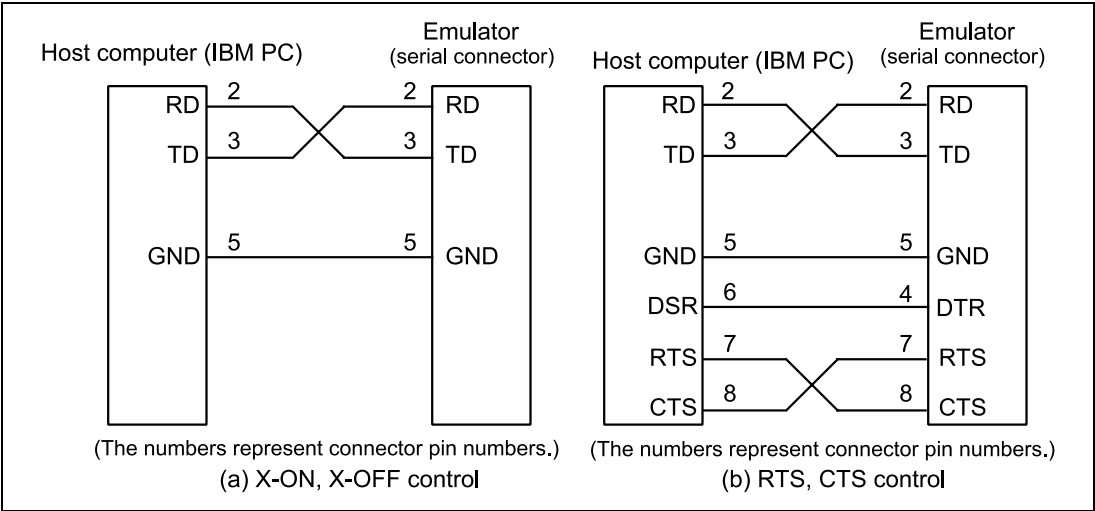 Host computer (IBM PC)
Emulator
(serial connector)
RD 2 2 RD
TD 3 3 TD
GND 5 5 GND
(The numbers represent connector pin numbers.)
(a) X-ON, X-OFF control
Host computer (IBM PC)
Emulator
(serial connector)
RD 2 2 RD
TD 3 3 TD
GND 5 5 GND
DSR 6 4 DTR
RTS 7 7 RTS
CTS 8 8 CTS
(The numbers represent connector pin numbers.)
(b) RTS, CTS control